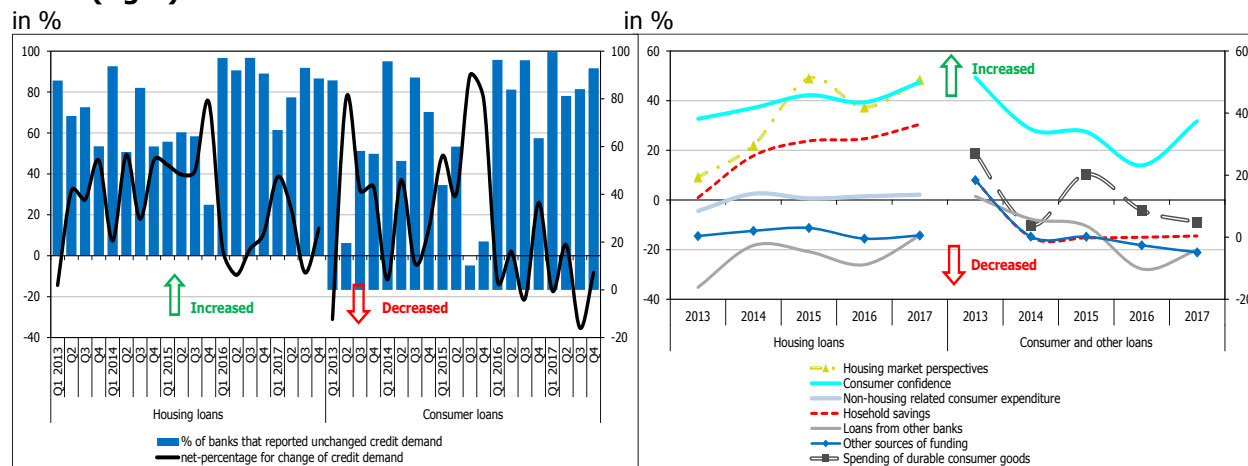 in %
in %
100
80
60
40
20
0
-20
-40
100
80
60
40
20
0
-20
Increased
Decreased
Q1 2013
Q2
Q3
Q4
Q1 2014
Q2
Q3
Q4
Q1 2015
Q2
Q3
Q4
Q1 2016
Q2
Q3
Q4
Q1 2017
Q2
Q3
Q4
Q1 2013
Q2
Q3
Q4
Q1 2014
Q2
Q3
Q4
Q1 2015
Q2
Q3
Q4
Q1 2016
Q2
Q3
Q4
Q1 2017
Q2
Q3
Q4
Housing loans
Consumer loans
% of banks that reported unchanged credit demand
net-percentage for change of credit demand
60
40
20
0
-20
-40
60
40
20
0
-20
Increased
Decreased
2013 2014 2015 2016 2017 2013 2014 2015 2016 2017
Housing loans
Consumer and other loans
Housing market perspectives
Consumer confidence
Non-housing related consumer expenditure
Hosehold savings
Loans from other banks
Other sources of funding
Spending of durable consumer goods